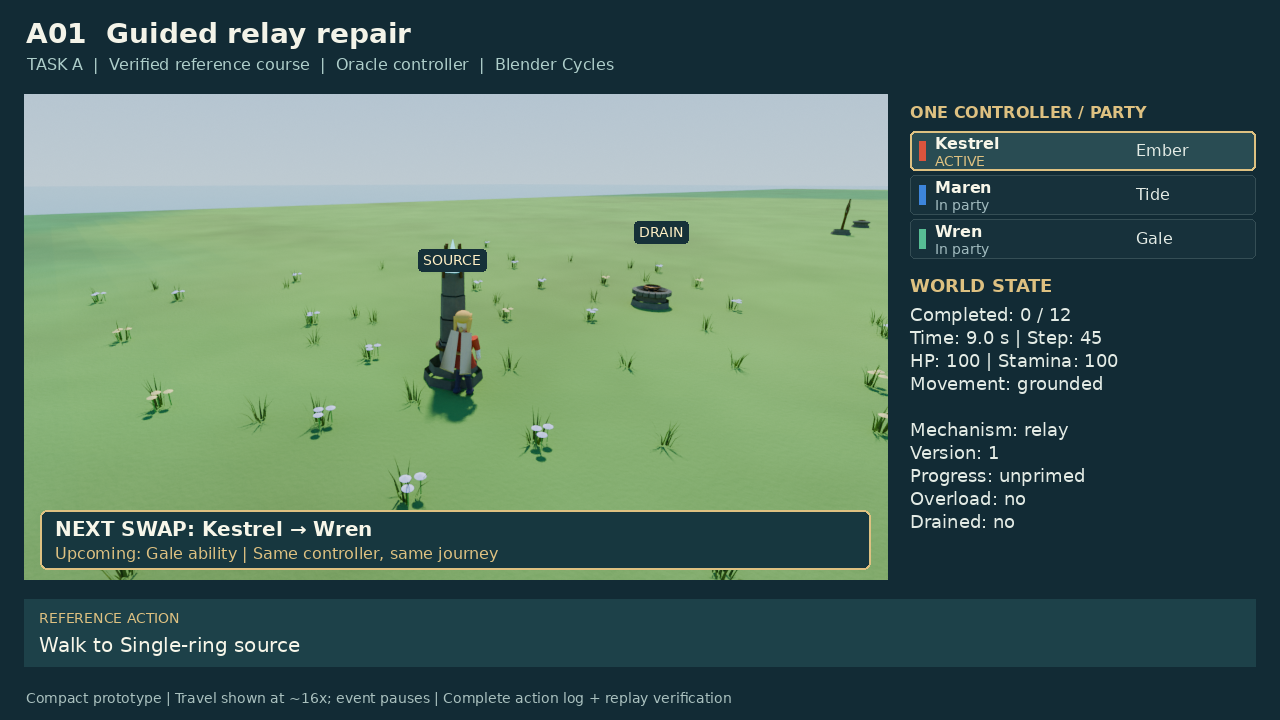 A01  Guided relay repair
TASK A  |  Verified reference course  |  Oracle controller  |  Blender Cycles
SOURCE
DRAIN
NEXT SWAP: Kestrel → Wren
Upcoming: Gale ability | Same controller, same journey
ONE CONTROLLER / PARTY
Kestrel
ACTIVE
Ember
Maren
In party
Tide
Wren
In party
Gale
WORLD STATE
Completed: 0 / 12
Time: 9.0 s | Step: 45
HP: 100 | Stamina: 100
Movement: grounded
Mechanism: relay
Version: 1
Progress: unprimed
Overload: no
Drained: no
REFERENCE ACTION
Walk to Single-ring source
Compact prototype | Travel shown at ~16x; event pauses | Complete action log + replay verification